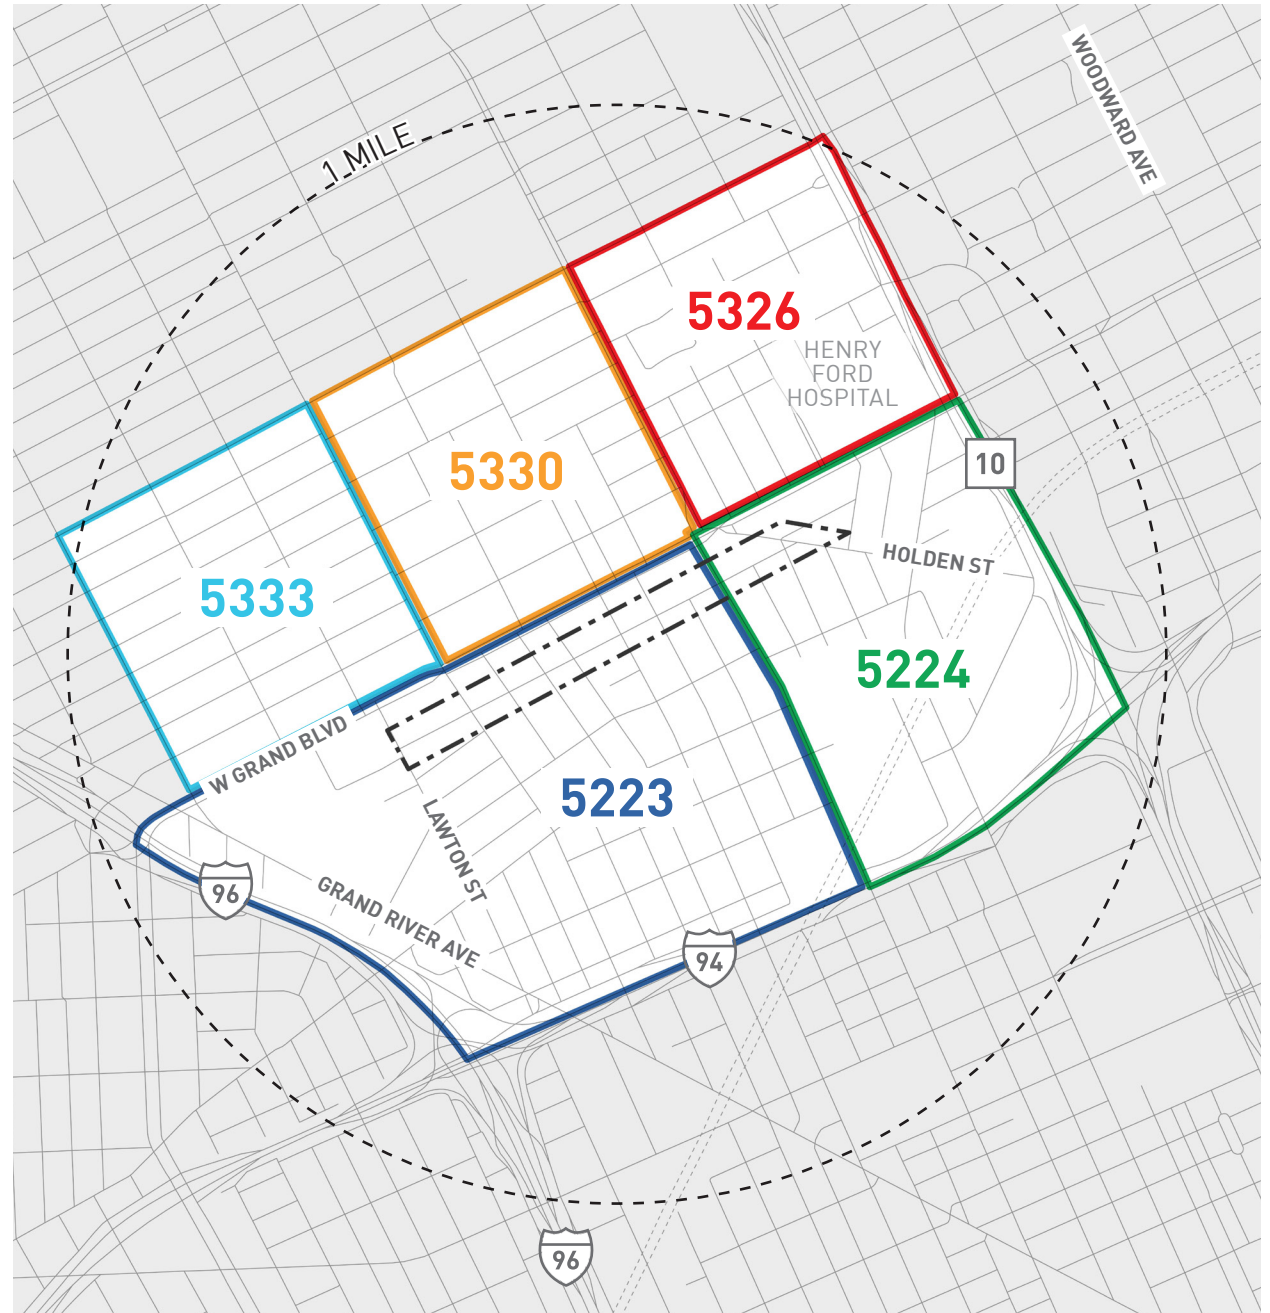 WOODWARD AVE
1 MILE
5326
HENRY
FORD
HOSPITAL
5330
10
HOLDEN ST
5333
5224
W GRAND BLVD
5223
LAWTON ST
96
GRAND RIVER AVE
94
96